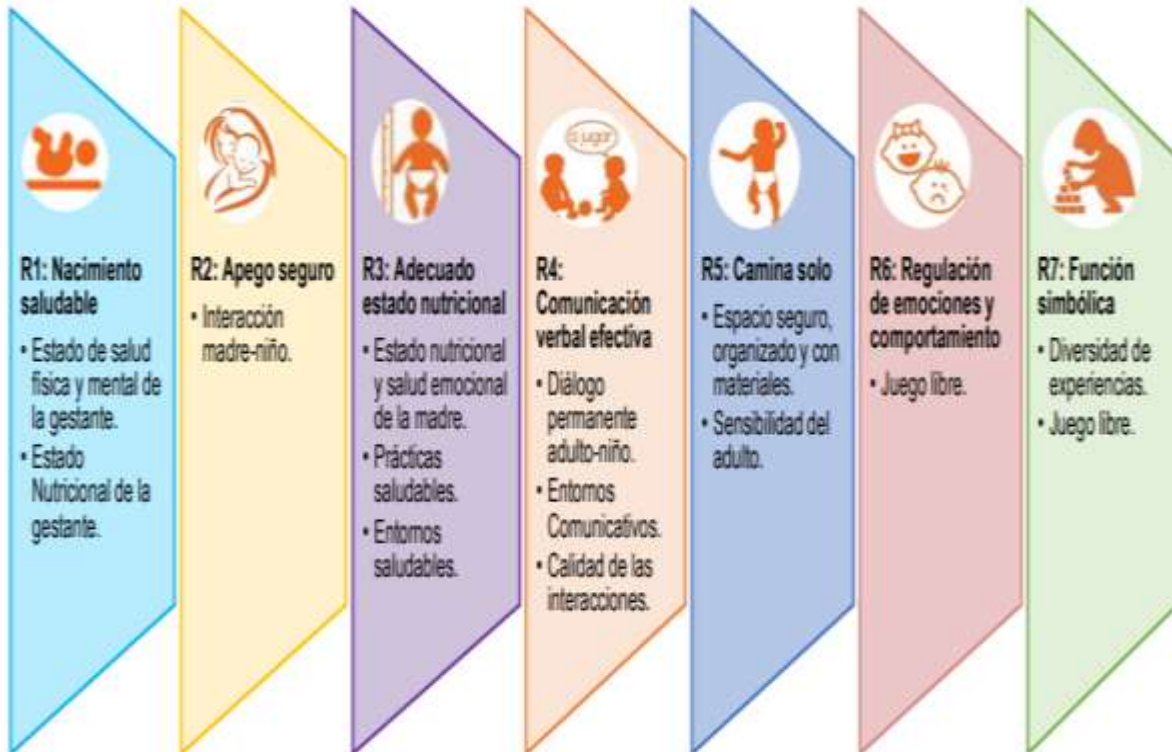 R1: Nacimiento
saludable
• Estado de salud
física y mental de
la gestante.
• Estado
Nutricional de la
gestante.
R2: Apego seguro
• Interacción
madre-niño.
R3: Adecuado
estado nutricional
• Estado nutricional
y salud emocional
de la madre.
• Prácticas
saludables.
• Entornos
saludables.
R4:
Comunicación
verbal efectiva
• Diálogo
permanente
adulto-niño.
• Entornos
Comunicativos.
• Calidad de las
interacciones.
R5: Camina solo
• Espacio seguro,
organizado y con
materiales.
• Sensibilidad del
adulto.
R6: Regulación
de emociones y
comportamiento
• Juego libre.
R7: Función
simbólica
• Diversidad de
experiencias.
• Juego libre.